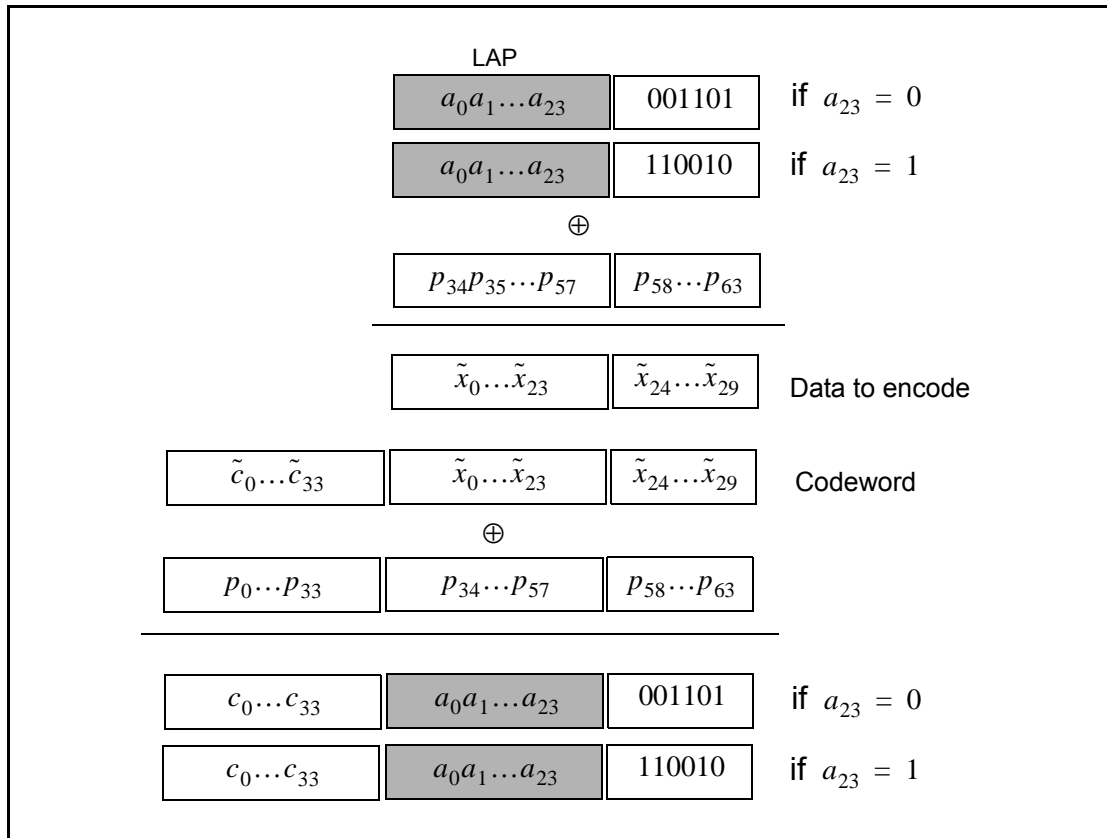 LAP
a₀a₁…a₂₃ 001101 if a₂₃ = 0
a₀a₁…a₂₃ 110010 if a₂₃ = 1
⊕
p₃₄p₃₅…p₅₇ p₅₈…p₆₃
x̃₀…x̃₂₃ x̃₂₄…x̃₂₉ Data to encode
c̃₀…c̃₃₃ x̃₀…x̃₂₃ x̃₂₄…x̃₂₉ Codeword
⊕
p₀…p₃₃ p₃₄…p₅₇ p₅₈…p₆₃
c₀…c₃₃ a₀a₁…a₂₃ 001101 if a₂₃ = 0
c₀…c₃₃ a₀a₁…a₂₃ 110010 if a₂₃ = 1